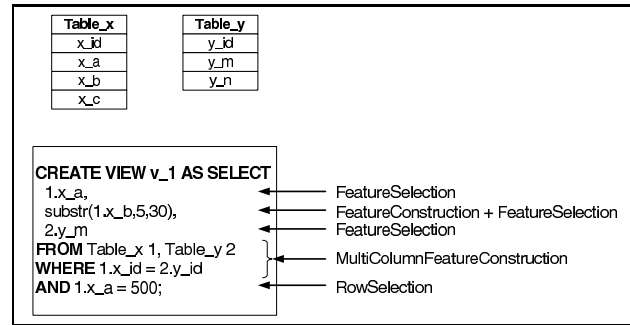 Table_x
x_id
x_a
x_b
x_c
Table_y
y_id
y_m
y_n
CREATE VIEW v_1 AS SELECT
1.x_a,
substr(1.x_b,5,30),
2.y_m
FROM Table_x 1, Table_y 2
WHERE 1.x_id = 2.y_id
AND 1.x_a = 500;
FeatureSelection
FeatureConstruction + FeatureSelection
FeatureSelection
MultiColumnFeatureConstruction
RowSelection